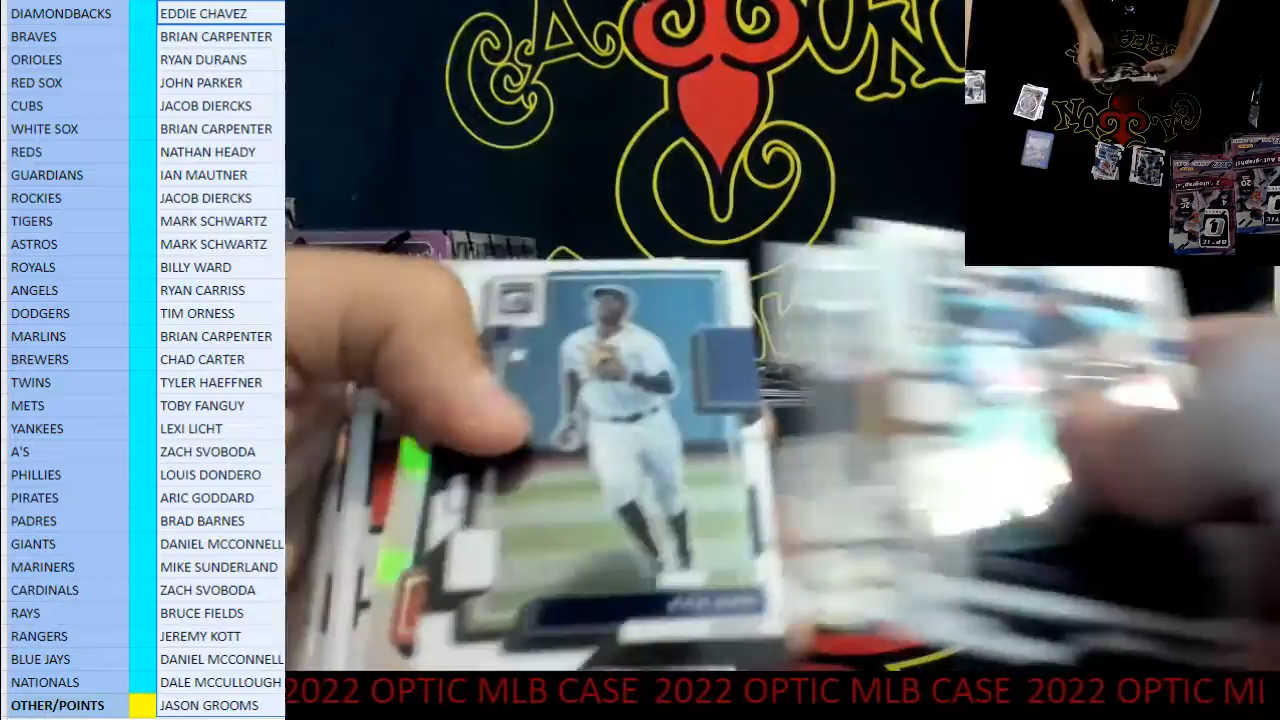 DIAMONDBACKS EDDIE CHAVEZ
BRAVES BRIAN CARPENTER
ORIOLES RYAN DURANS
RED SOX JOHN PARKER
CUBS JACOB DIERCKS
WHITE SOX BRIAN CARPENTER
REDS NATHAN HEADY
GUARDIANS IAN MAUTNER
ROCKIES JACOB DIERCKS
TIGERS MARK SCHWARTZ
ASTROS MARK SCHWARTZ
ROYALS BILLY WARD
ANGELS RYAN CARRISS
DODGERS TIM ORNESS
MARLINS BRIAN CARPENTER
BREWERS CHAD CARTER
TWINS TYLER HAEFFNER
METS TOBY FANGUY
YANKEES LEXI LICHT
A'S ZACH SVOBODA
PHILLIES LOUIS DONDERO
PIRATES ARIC GODDARD
PADRES BRAD BARNES
GIANTS DANIEL MCCONNELL
MARINERS MIKE SUNDERLAND
CARDINALS ZACH SVOBODA
RAYS BRUCE FIELDS
RANGERS JEREMY KOTT
BLUE JAYS DANIEL MCCONNELL
NATIONALS DALE MCCULLOUGH
OTHER/POINTS JASON GROOMS
2022 OPTIC MLB CASE 2022 OPTIC MLB CASE 2022 OPTIC